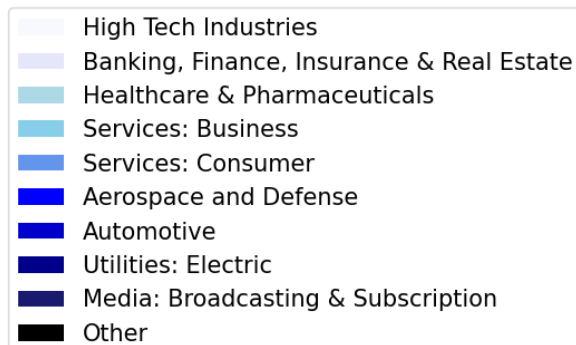 High Tech Industries
Banking, Finance, Insurance & Real Estate
Healthcare & Pharmaceuticals
Services: Business
Services: Consumer
Aerospace and Defense
Automotive
Utilities: Electric
Media: Broadcasting & Subscription
Other